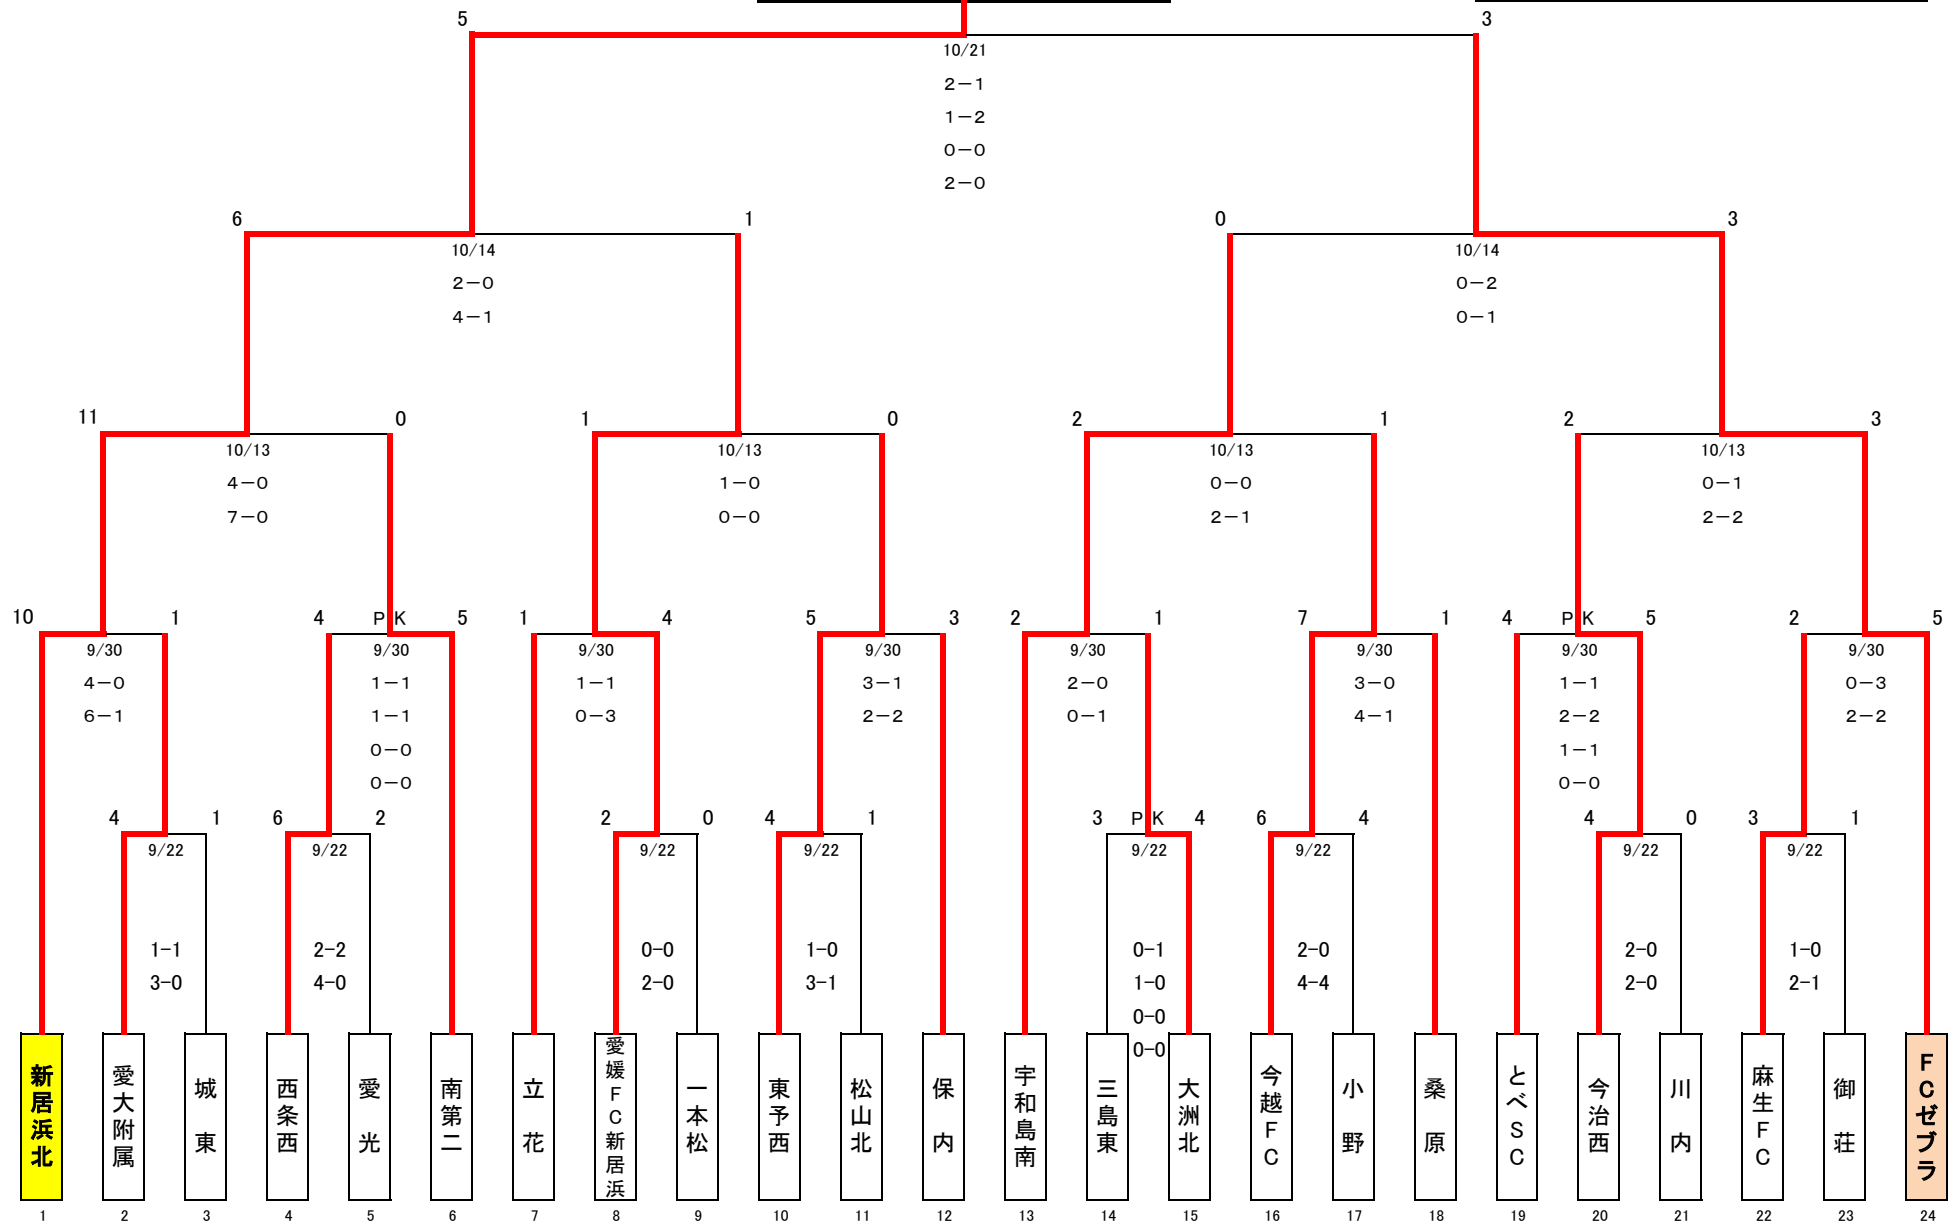 5 3
10/21
2－1
1－2
0－0
2－0
6 1 0 3
10/14 10/14
2－0 0－2
4－1 0－1
11 0 1 0 2 1 2 3
10/13 10/13 10/13 10/13
4－0 1－0 0－0 0－1
7－0 0－0 2－1 2－2
10 1 4 PK 5 1 4 5 3 2 1 7 1 4 PK 5 2 5
9/30 9/30 9/30 9/30 9/30 9/30 9/30 9/30
4－0 1－1 1－1 3－1 2－0 3－0 1－1 0－3
6－1 1－1 0－3 2－2 0－1 4－1 2－2 2－2
0－0 1－1
0－0 0－0
4 1 6 2 2 0 4 1 3 PK 4 6 4 4 0 3 1
9/22 9/22 9/22 9/22 9/22 9/22 9/22 9/22
1-1 2-2 0-0 1-0 0-1 2-0 2-0 1-0
3-0 4-0 2-0 3-1 1-0 4-4 2-0 2-1
0-0
0-0
新居浜北
愛大附属
城東
西条西
愛光
南第二
立花
愛媛FC新居浜
一本松
東予西
松山北
保内
宇和島南
三島東
大洲北
今越FC
小野
桑原
とべSC
今治西
川内
麻生FC
御荘
FCゼブラ
1 2 3 4 5 6 7 8 9 10 11 12 13 14 15 16 17 18 19 20 21 22 23 24